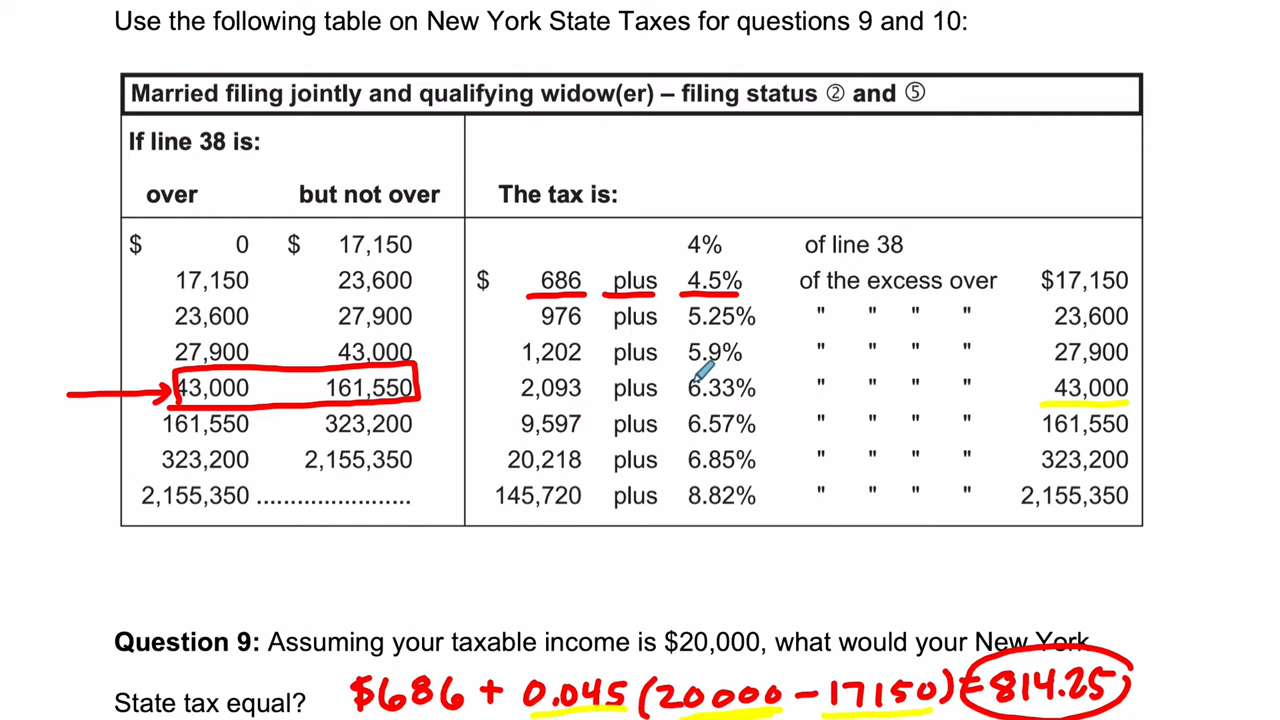 Use the following table on New York State Taxes for questions 9 and 10:
Married filing jointly and qualifying widow(er) – filing status ② and ⑤
If line 38 is:
over but not over The tax is:
$ 0 $ 17,150 4% of line 38
17,150 23,600 $ 686 plus 4.5% of the excess over $17,150
23,600 27,900 976 plus 5.25% " " " " 23,600
27,900 43,000 1,202 plus 5.9% " " " " 27,900
43,000 161,550 2,093 plus 6.33% " " " " 43,000
161,550 323,200 9,597 plus 6.57% " " " " 161,550
323,200 2,155,350 20,218 plus 6.85% " " " " 323,200
2,155,350 ....................... 145,720 plus 8.82% " " " " 2,155,350
Question 9: Assuming your taxable income is $20,000, what would your New York
State tax equal? $686 + 0.045 (20000 - 17150) = 814.25